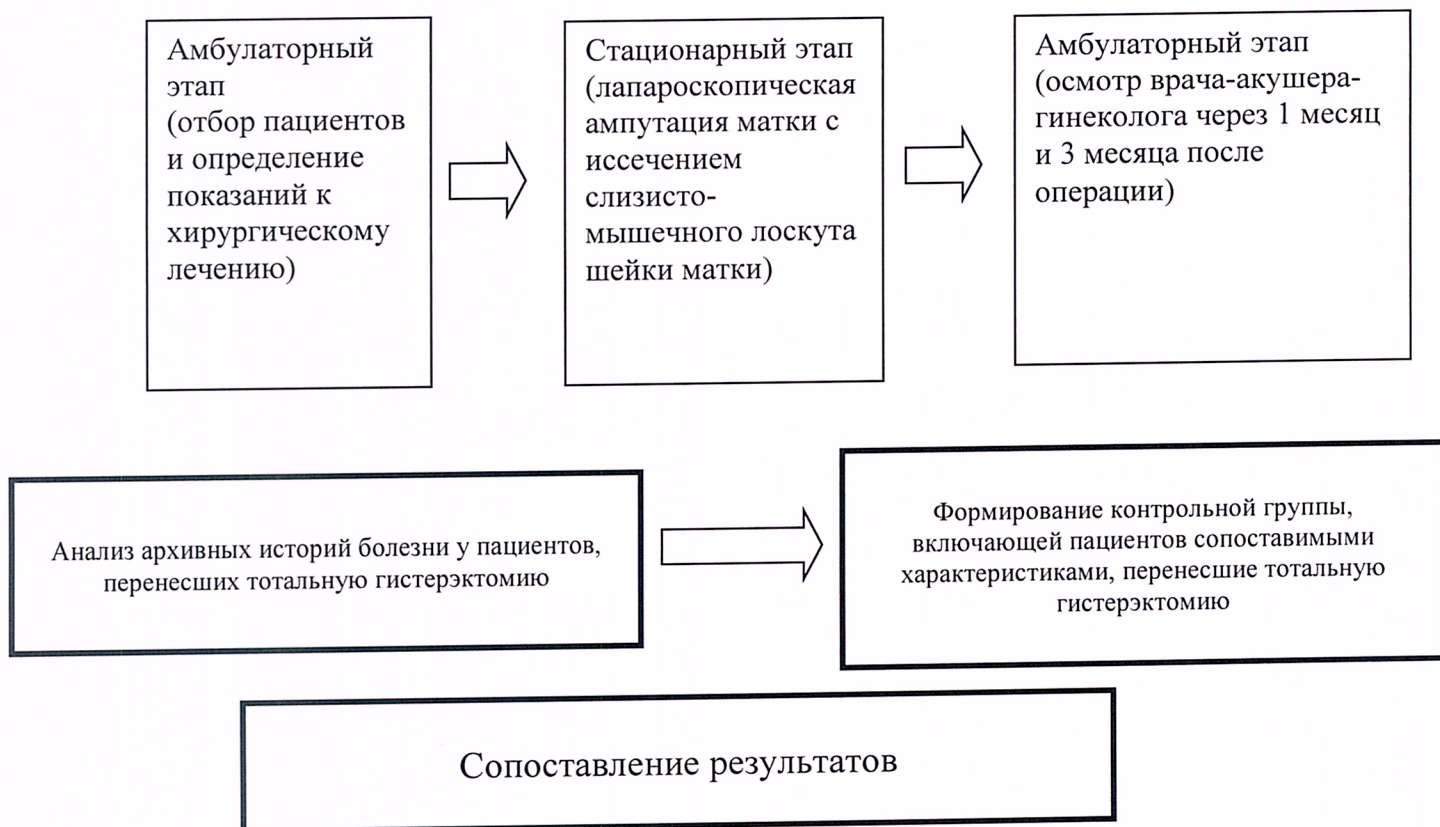 Амбулаторный
этап
(отбор пациентов
и определение
показаний к
хирургическому
лечению)
Стационарный этап
(лапароскопическая
ампутация матки с
иссечением
слизисто-
мышечного лоскута
шейки матки)
Амбулаторный этап
(осмотр врача-акушера-
гинеколога через 1 месяц
и 3 месяца после
операции)
Анализ архивных историй болезни у пациентов,
перенесших тотальную гистерэктомию
Формирование контрольной группы,
включающей пациентов сопоставимыми
характеристиками, перенесшие тотальную
гистерэктомию
Сопоставление результатов